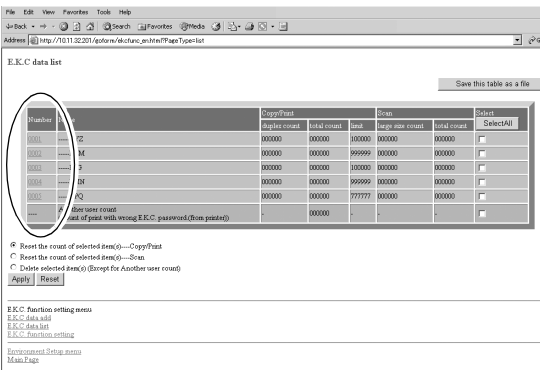 File Edit View Favorites Tools Help
Back Search Favorites Media
Address http://10.11.32.201/goform/ekcfunc_en.html?PageType=list
E.K.C data list
Save this table as a file
Number Copy/Print Scan Select
duplex count total count limit large size count total count SelectAll
0001 000000 000000 100000 000000 000000
0002 000000 000000 999999 000000 000000
0003 000000 000000 100000 000000 000000
0004 000000 000000 999999 000000 000000
0005 000000 000000 777777 000000 000000
---- user count - 000000 - - -
of print with wrong E.K.C. password (from printer))
Reset the count of selected item(s)----Copy/Print
Reset the count of selected item(s)----Scan
Delete selected item(s) (Except for Another user count)
Apply Reset
E.K.C. function setting menu
E.K.C data add
E.K.C data list
E.K.C. function setting
Environment Setup menu
Main Page